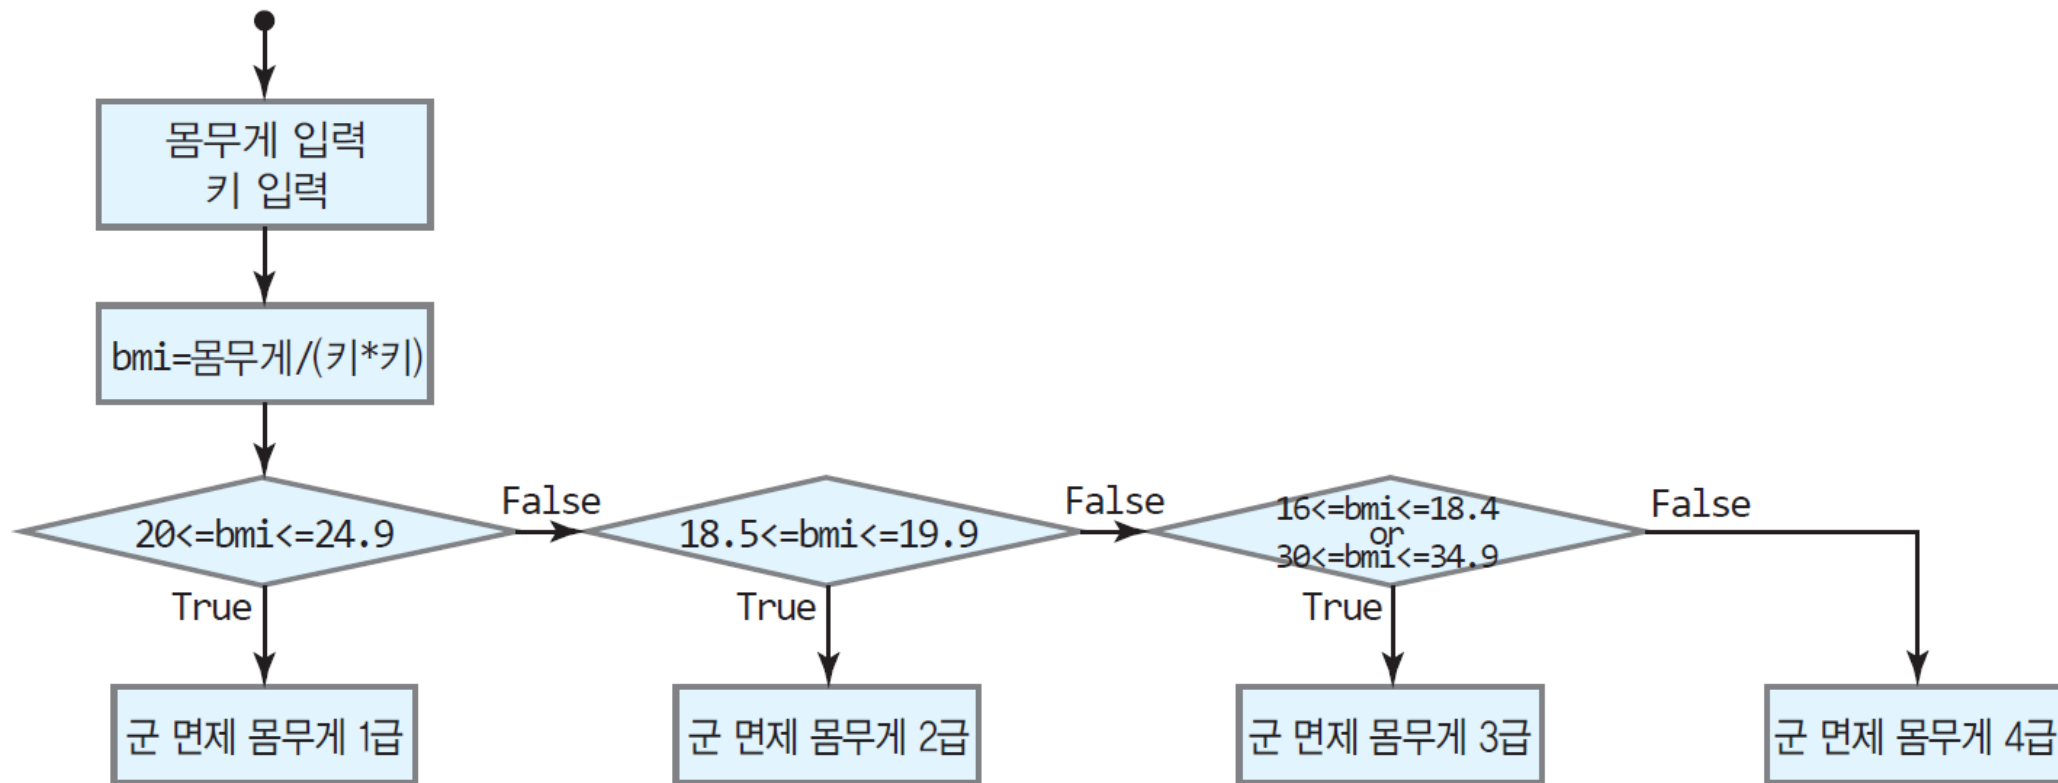 몸무게 입력
키 입력
bmi=몸무게/(키*키)
20<=bmi<=24.9
False
18.5<=bmi<=19.9
False
16<=bmi<=18.4
or
30<=bmi<=34.9
False
True
True
True
군 면제 몸무게 1급
군 면제 몸무게 2급
군 면제 몸무게 3급
군 면제 몸무게 4급